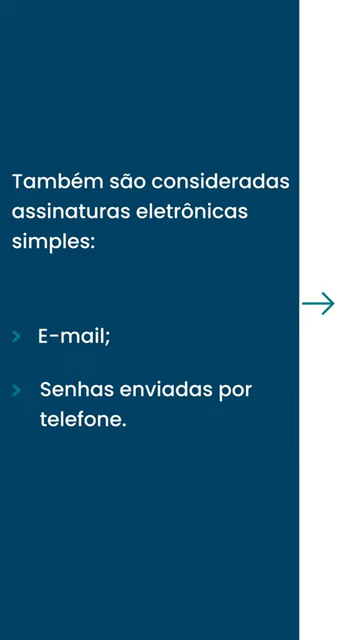 Também são consideradas
assinaturas eletrônicas
simples:
E-mail;
Senhas enviadas por
telefone.